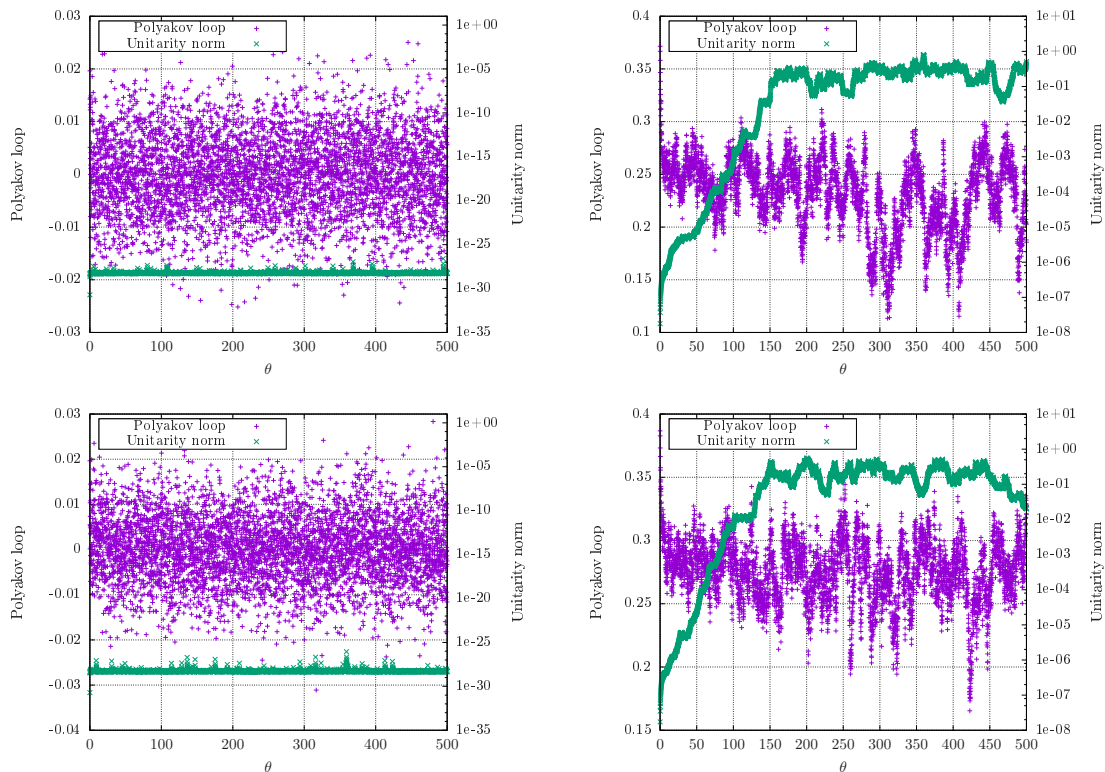 Polyakov loop
Unitarity norm
0.03
0.02
0.01
0
-0.01
-0.02
-0.03
1e+00
1e-05
1e-10
1e-15
1e-20
1e-25
1e-30
1e-35
0 100 200 300 400 500
θ
Polyakov loop
Unitarity norm
Polyakov loop
Unitarity norm
0.4
0.35
0.3
0.25
0.2
0.15
0.1
1e+01
1e+00
1e-01
1e-02
1e-03
1e-04
1e-05
1e-06
1e-07
1e-08
0 50 100 150 200 250 300 350 400 450 500
θ
Polyakov loop
Unitarity norm
Polyakov loop
Unitarity norm
0.03
0.02
0.01
0
-0.01
-0.02
-0.03
-0.04
1e+00
1e-05
1e-10
1e-15
1e-20
1e-25
1e-30
1e-35
0 100 200 300 400 500
θ
Polyakov loop
Unitarity norm
Polyakov loop
Unitarity norm
0.4
0.35
0.3
0.25
0.2
0.15
1e+01
1e+00
1e-01
1e-02
1e-03
1e-04
1e-05
1e-06
1e-07
1e-08
0 50 100 150 200 250 300 350 400 450 500
θ
Polyakov loop
Unitarity norm